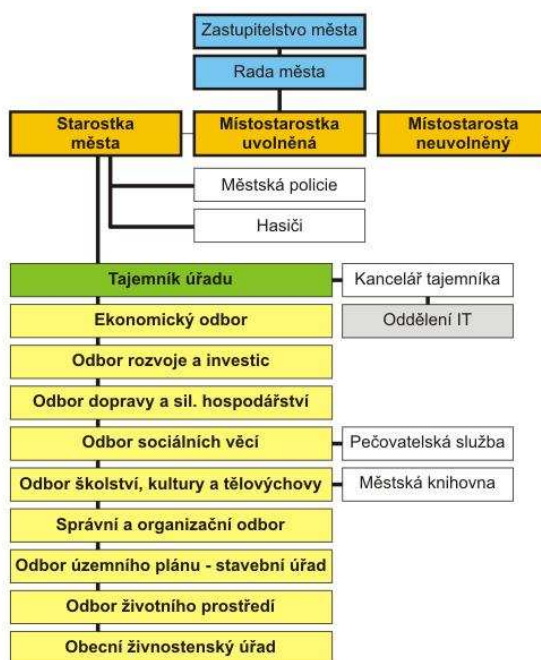 Zastupitelstvo města
Rada města
Starostka
města
Místostarostka
uvolněná
Místostarosta
neuvolněný
Městská policie
Hasiči
Tajemník úřadu
Kancelář tajemníka
Ekonomický odbor
Oddělení IT
Odbor rozvoje a investic
Odbor dopravy a sil. hospodářství
Odbor sociálních věcí
Pečovatelská služba
Odbor školství, kultury a tělovýchovy
Městská knihovna
Správní a organizační odbor
Odbor územního plánu - stavební úřad
Odbor životního prostředí
Obecní živnostenský úřad